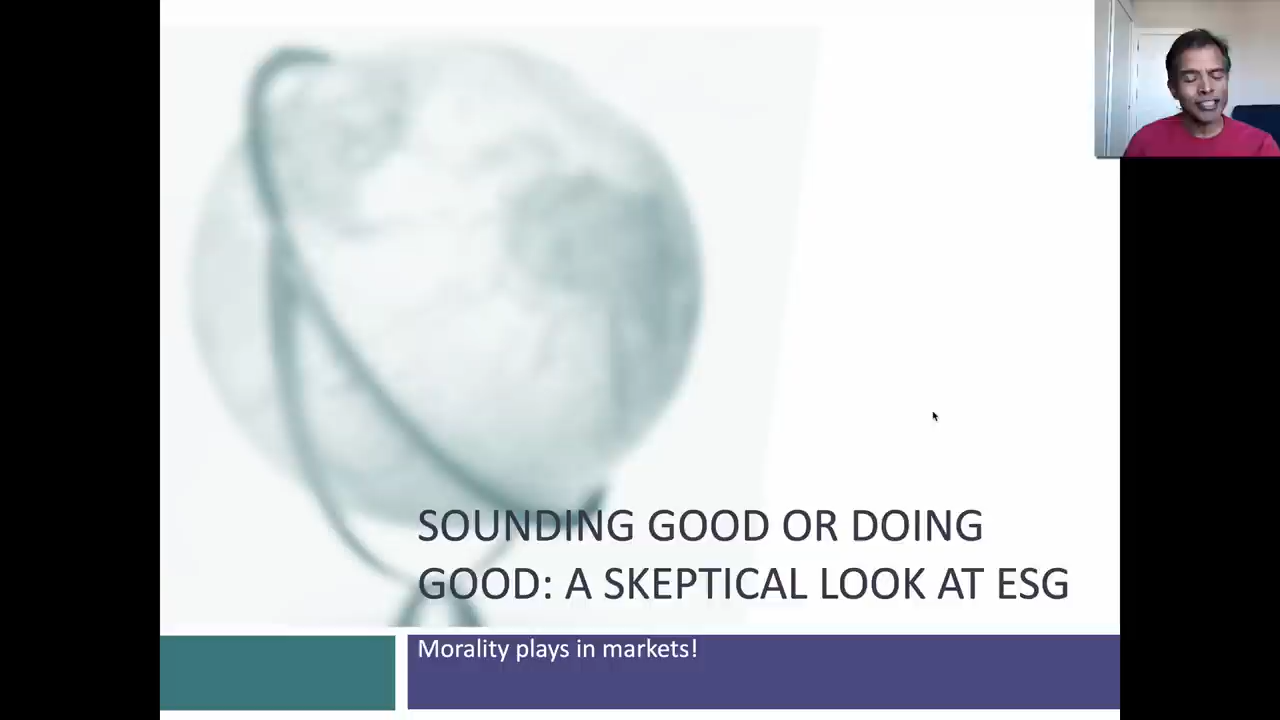 SOUNDING GOOD OR DOING
GOOD: A SKEPTICAL LOOK AT ESG
Morality plays in markets!